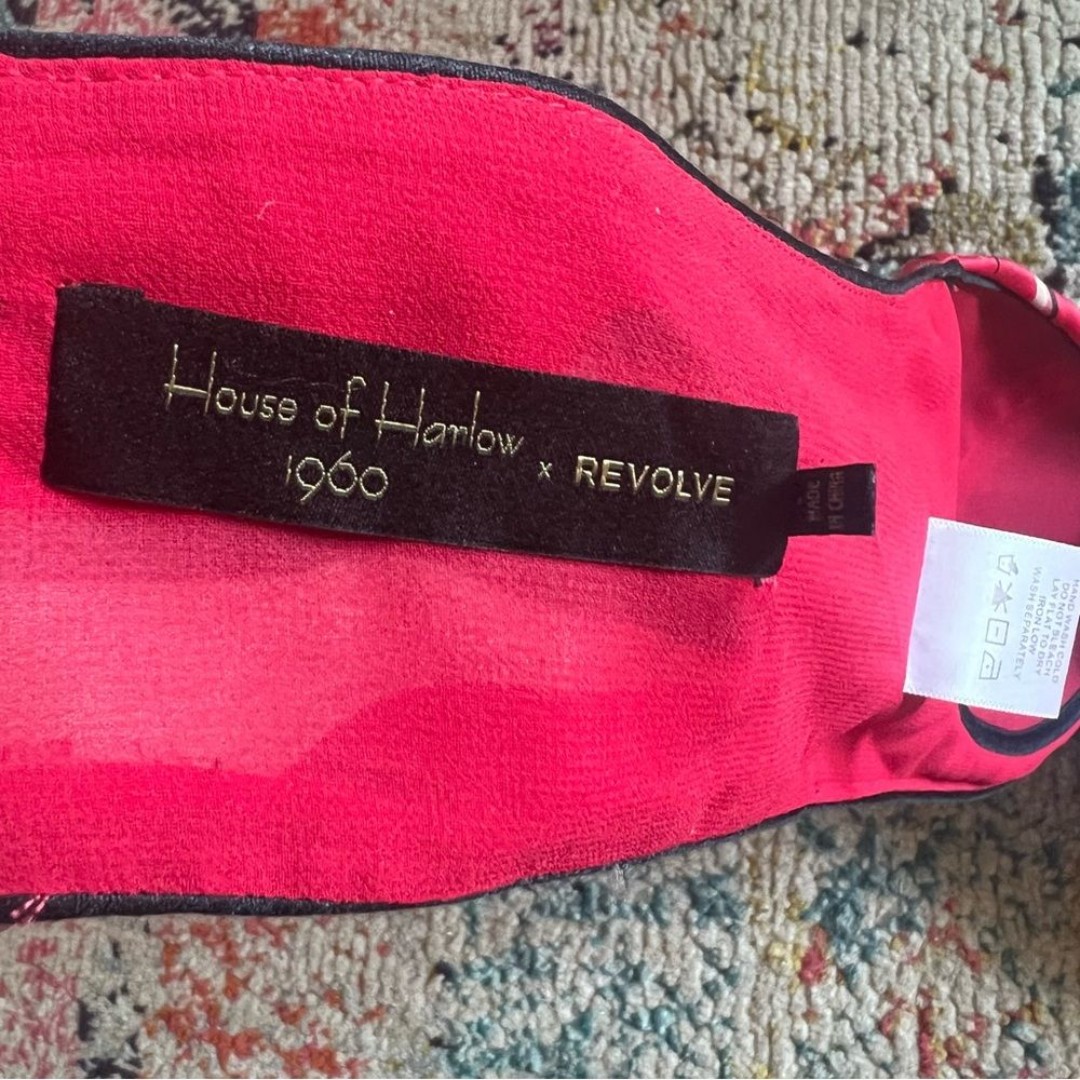 House of Harlow
1960
x REVOLVE
MADE
IN CHINA
HAND WASH COLD
DO NOT BLEACH
LAY FLAT TO DRY
IRON LOW
WASH SEPARATELY